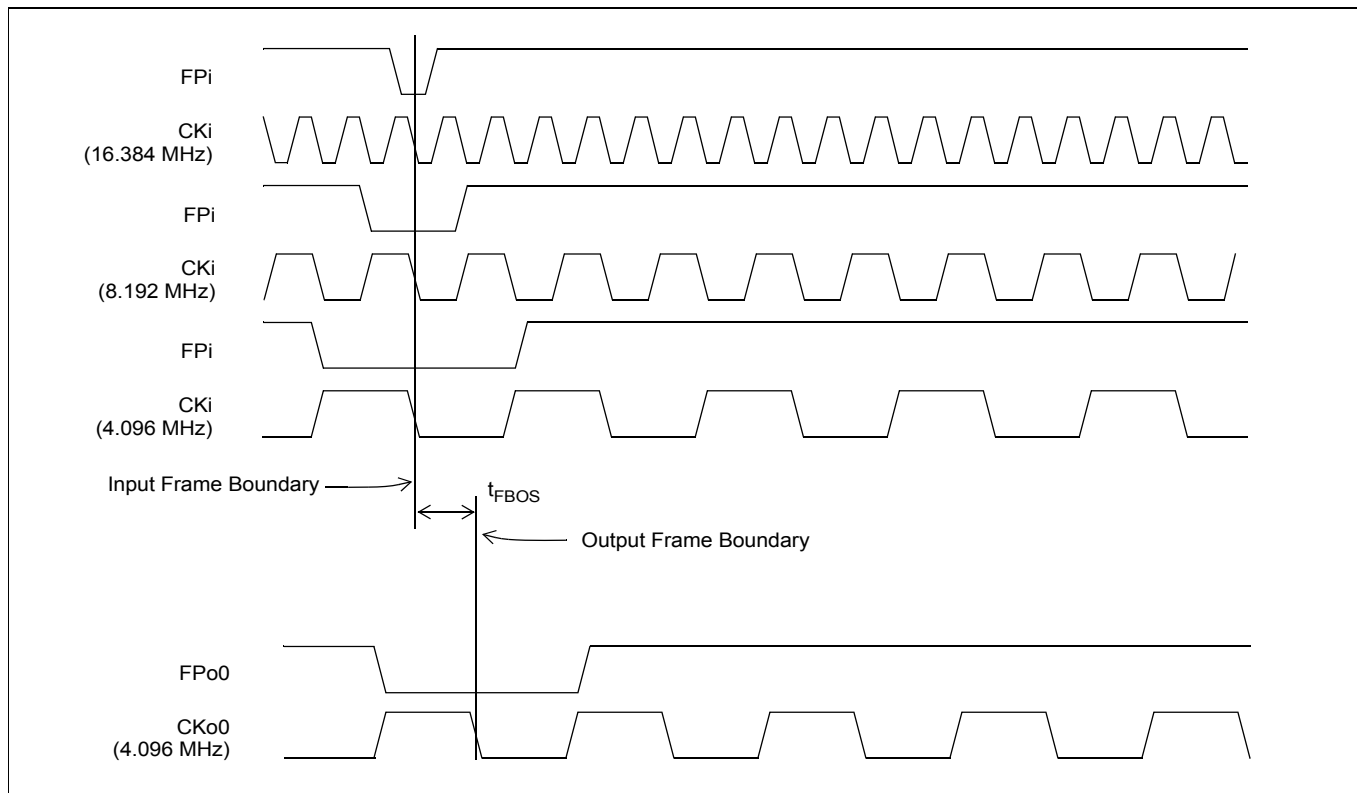 FPi
CKi
(16.384 MHz)
FPi
CKi
(8.192 MHz)
FPi
CKi
(4.096 MHz)
Input Frame Boundary
tFBOS
Output Frame Boundary
FPo0
CKo0
(4.096 MHz)